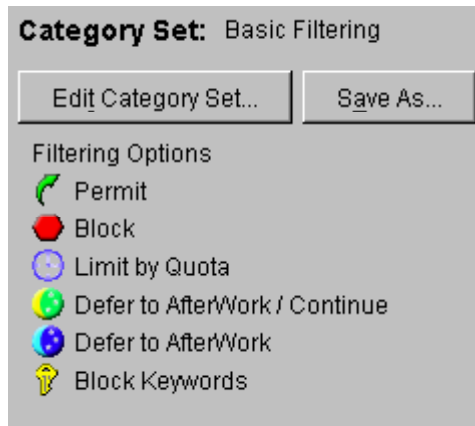 Category Set: Basic Filtering
Edit Category Set... Save As...
Filtering Options
Permit
Block
Limit by Quota
Defer to AfterWork / Continue
Defer to AfterWork
Block Keywords